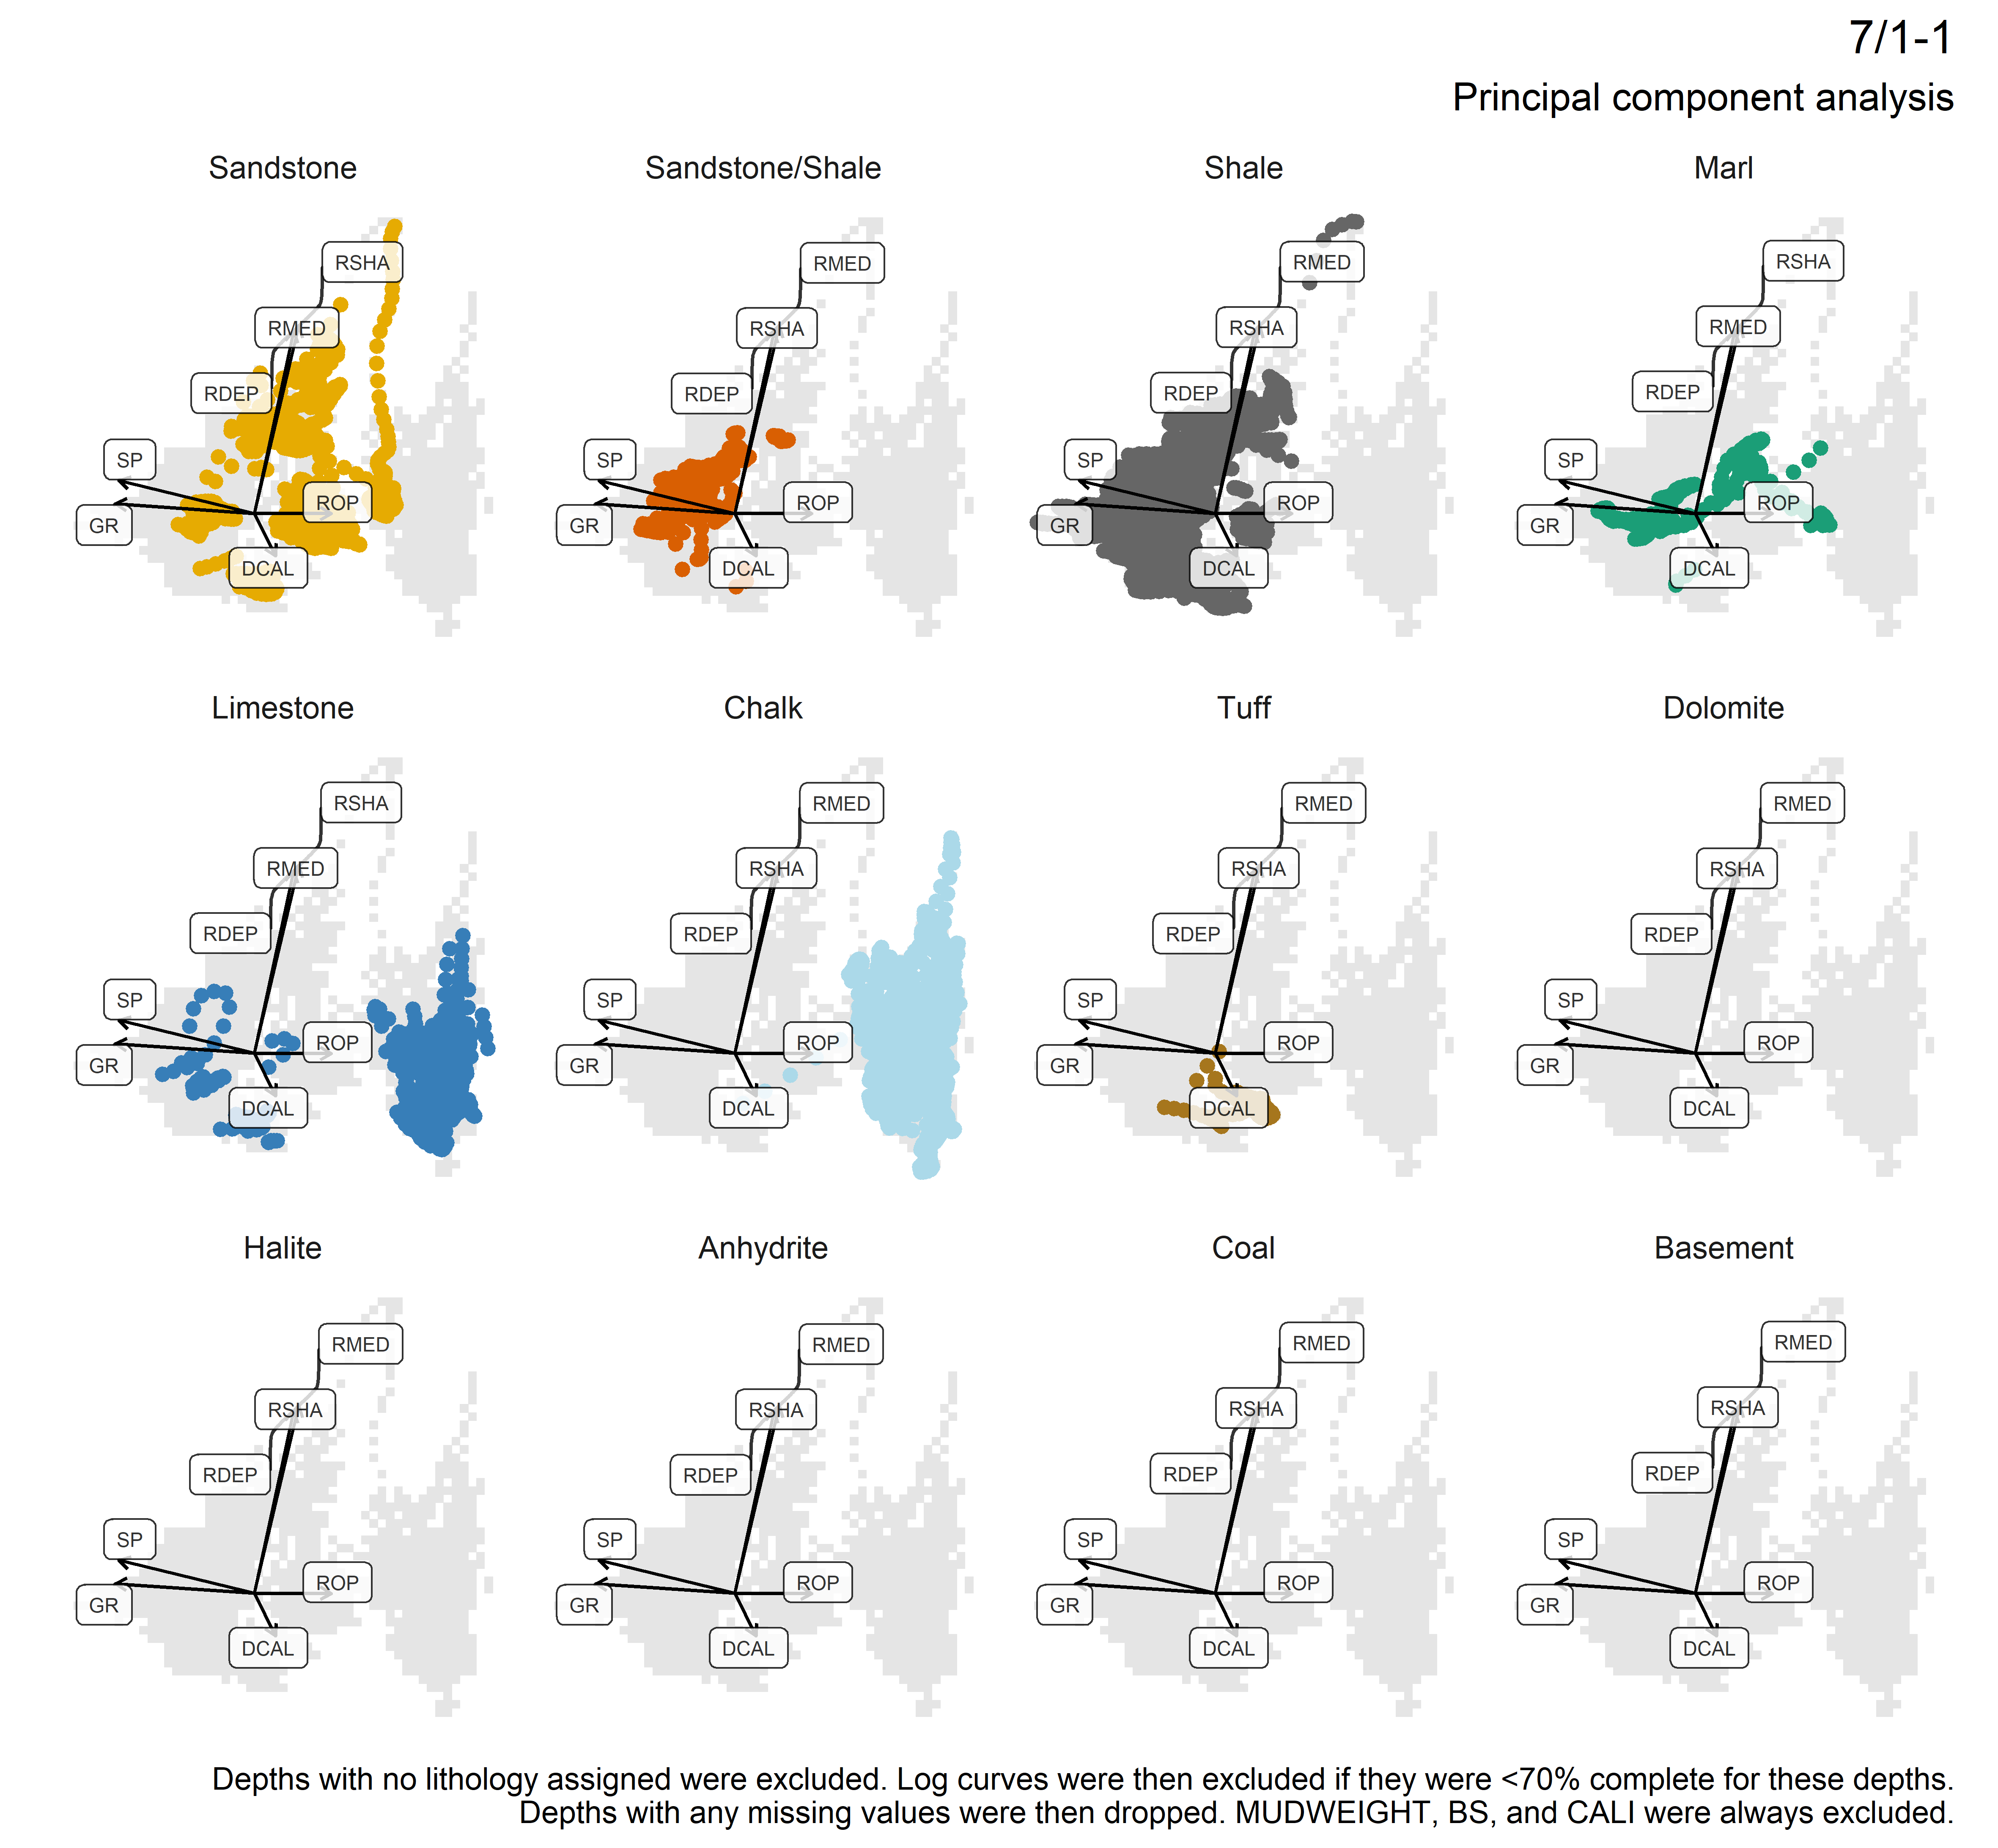 7/1-1
Principal component analysis
Sandstone
RSHA
RMED
RDEP
SP
GR
ROP
DCAL
Sandstone/Shale
RMED
RSHA
RDEP
SP
GR
ROP
DCAL
Shale
RMED
RSHA
RDEP
SP
GR
ROP
DCAL
Marl
RSHA
RMED
RDEP
SP
GR
ROP
DCAL
Limestone
RSHA
RMED
RDEP
SP
GR
ROP
DCAL
Chalk
RMED
RSHA
RDEP
SP
GR
ROP
DCAL
Tuff
RMED
RSHA
RDEP
SP
GR
ROP
DCAL
Dolomite
RMED
RSHA
RDEP
SP
GR
ROP
DCAL
Halite
RMED
RSHA
RDEP
SP
GR
ROP
DCAL
Anhydrite
RMED
RSHA
RDEP
SP
GR
ROP
DCAL
Coal
RMED
RSHA
RDEP
SP
GR
ROP
DCAL
Basement
RMED
RSHA
RDEP
SP
GR
ROP
DCAL
Depths with no lithology assigned were excluded. Log curves were then excluded if they were <70% complete for these depths.
Depths with any missing values were then dropped. MUDWEIGHT, BS, and CALI were always excluded.